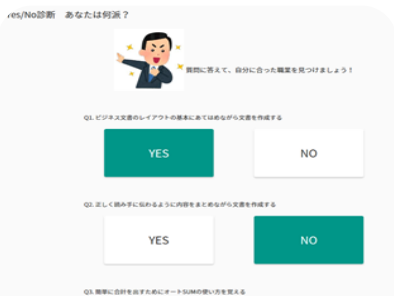 Yes/No診断 あなたは何派？
質問に答えて、自分に合った職業を見つけましょう！
Q1. ビジネス文書のレイアウトの基本にあてはめながら文書を作成する
YES
NO
Q2. 正しく読み手に伝わるように内容をまとめながら文書を作成する
YES
NO
Q3. 簡単に合計を出すためにオートSUMの使い方を覚える